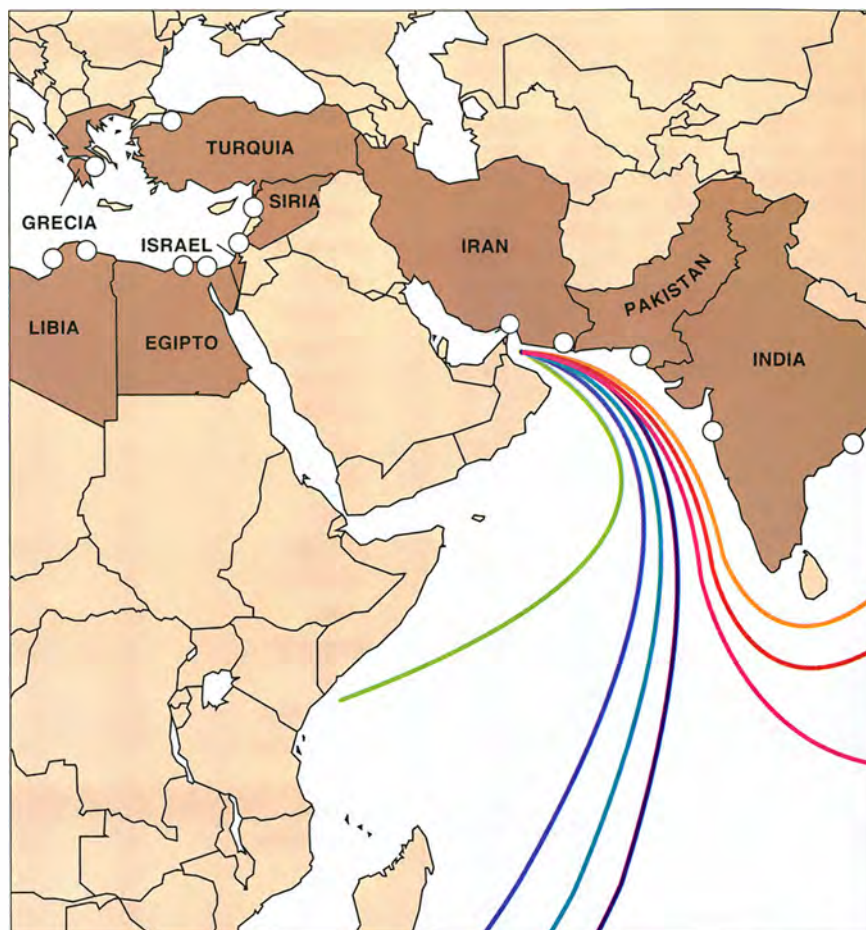 TURQUIA
GRECIA
SIRIA
ISRAEL
IRAN
PAKISTAN
LIBIA
EGIPTO
INDIA